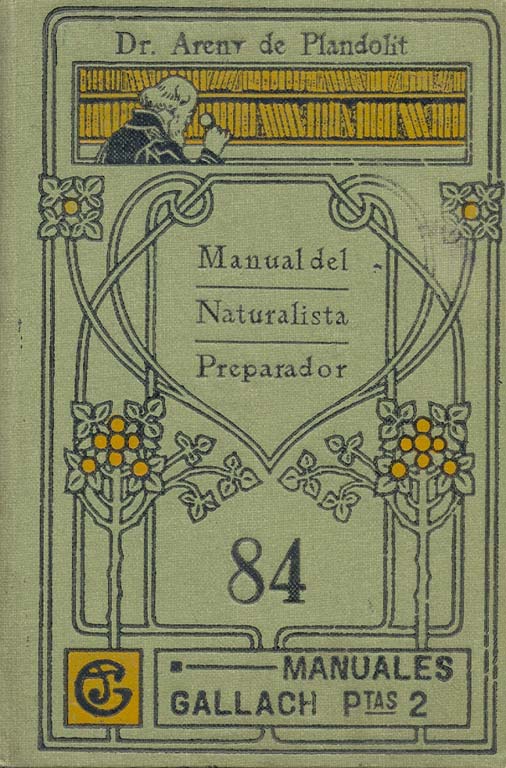 Dr. Areny de Plandolit
Manual del
Naturalista
Preparador
84
MANUALES
GALLACH PTAS 2